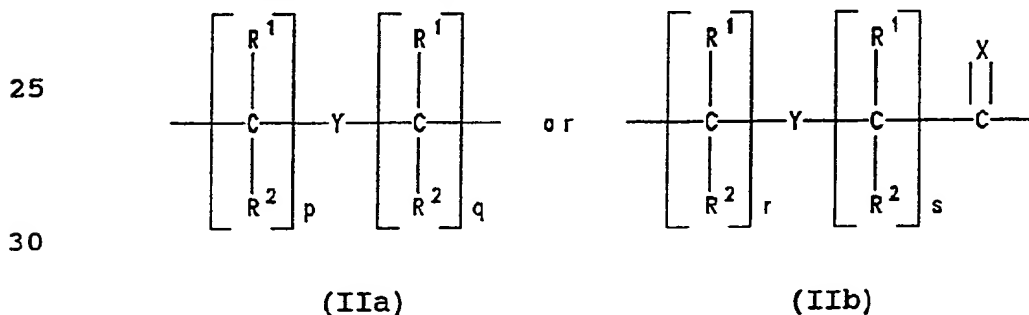 R¹ R¹ R¹ R¹ X
25
C Y C or C Y C C
R² p R² q R² r R² s
30
(IIa) (IIb)